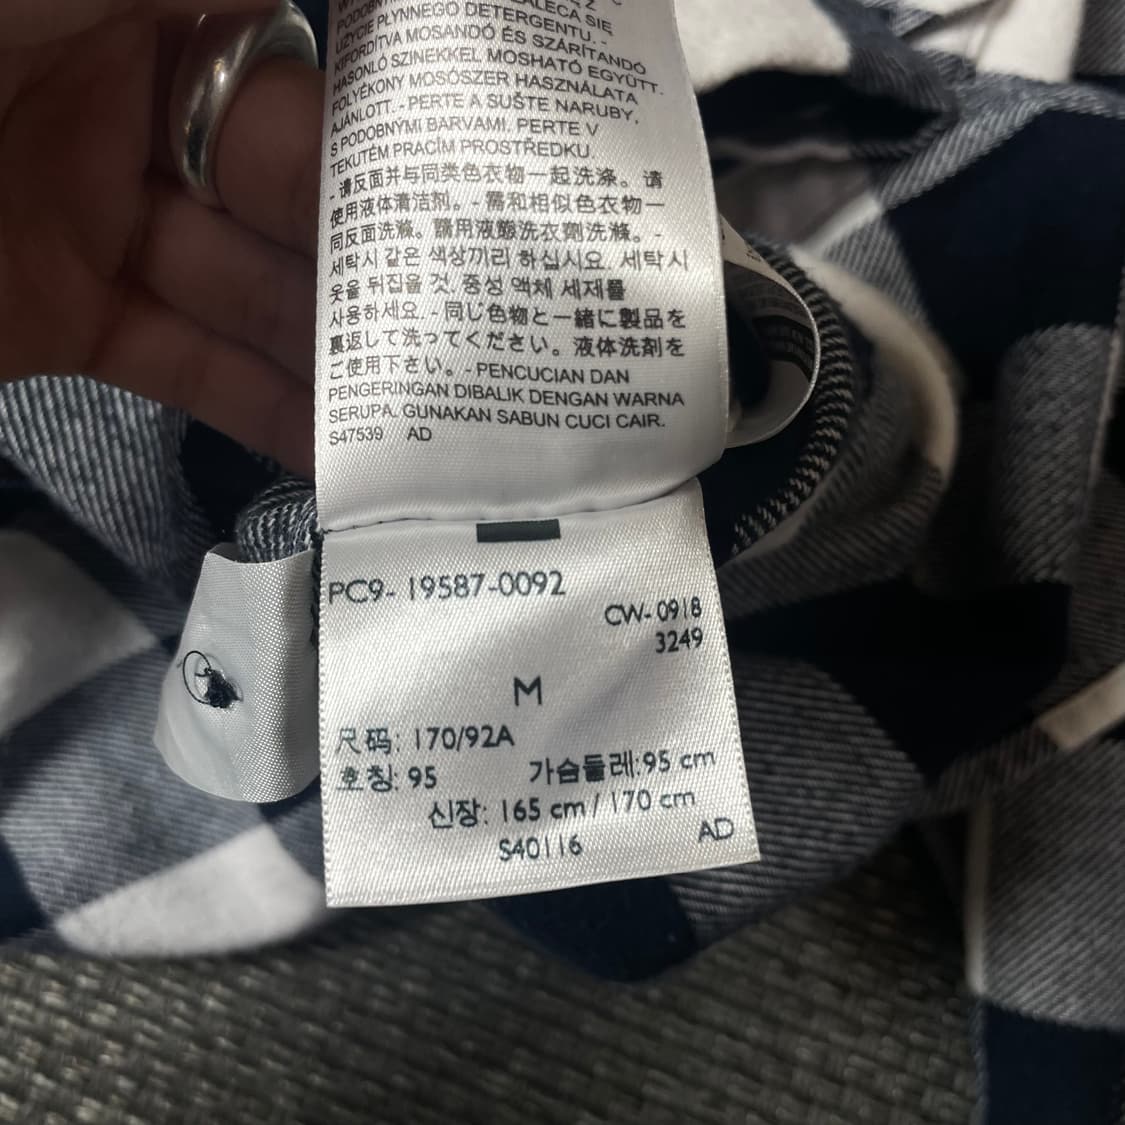 ZALECA SIĘ
UŻYCIE PŁYNNEGO DETERGENTU. -
KIFORDÍTVA MOSANDÓ ÉS SZÁRÍTANDÓ
HASONLÓ SZINEKKEL MOSHATÓ EGYÜTT.
FOLYÉKONY MOSÓSZER HASZNÁLATA
AJÁNLOTT. - PERTE A SUŠTE NARUBY,
S PODOBNÝMI BARVAMI. PERTE V
TEKUTÉM PRACÍM PROSTŘEDKU
- 请反面并与同类色衣物一起洗涤。请
使用液体清洁剂。- 需和相似色衣物一
同反面洗滌。請用液態洗衣劑洗滌。-
세탁시 같은 색상끼리 하십시요. 세탁시
옷을 뒤집을 것. 중성 액체 세제를
사용하세요. - 同じ色物と一緒に製品を
裏返して洗ってください。液体洗剤を
ご使用下さい。- PENCUCIAN DAN
PENGERINGAN DIBALIK DENGAN WARNA
SERUPA. GUNAKAN SABUN CUCI CAIR.
S47539 AD
PC9- 19587-0092
CW-0918
3249
M
尺码: 170/92A
호칭: 95 가슴둘레:95 cm
신장: 165 cm / 170 cm
S40116 AD